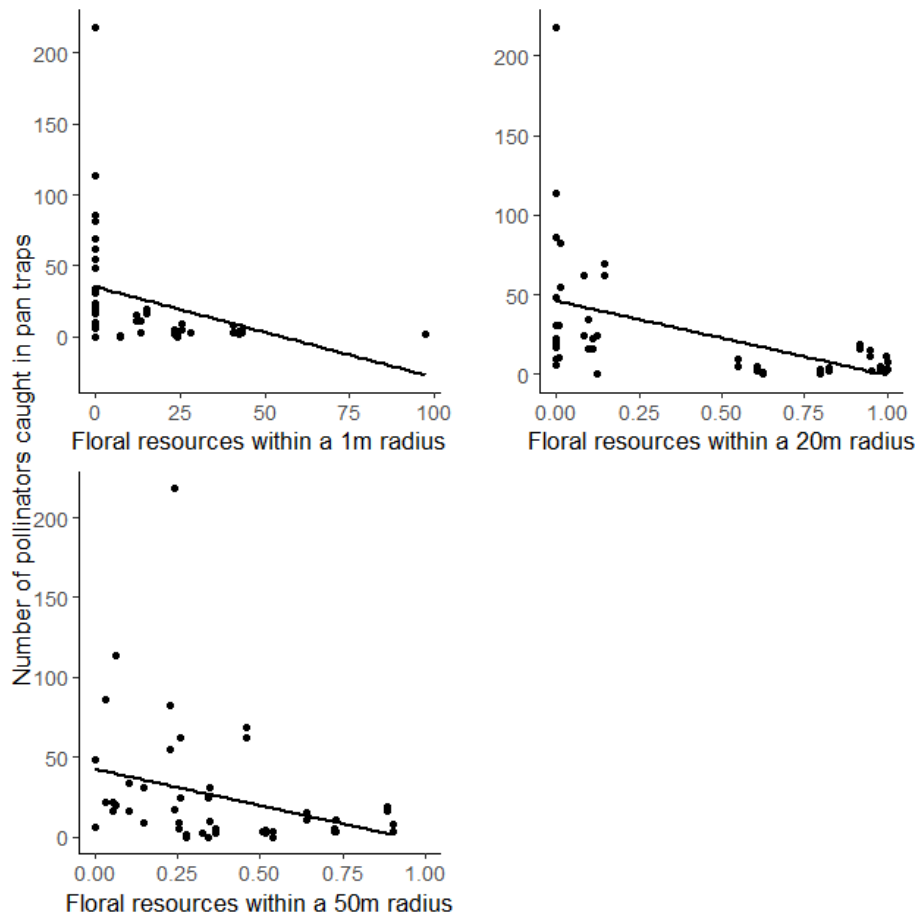 Number of pollinators caught in pan traps
200
150
100
50
0
0 25 50 75 100
Floral resources within a 1m radius
200
150
100
50
0
0.00 0.25 0.50 0.75 1.00
Floral resources within a 20m radius
200
150
100
50
0
0.00 0.25 0.50 0.75 1.00
Floral resources within a 50m radius